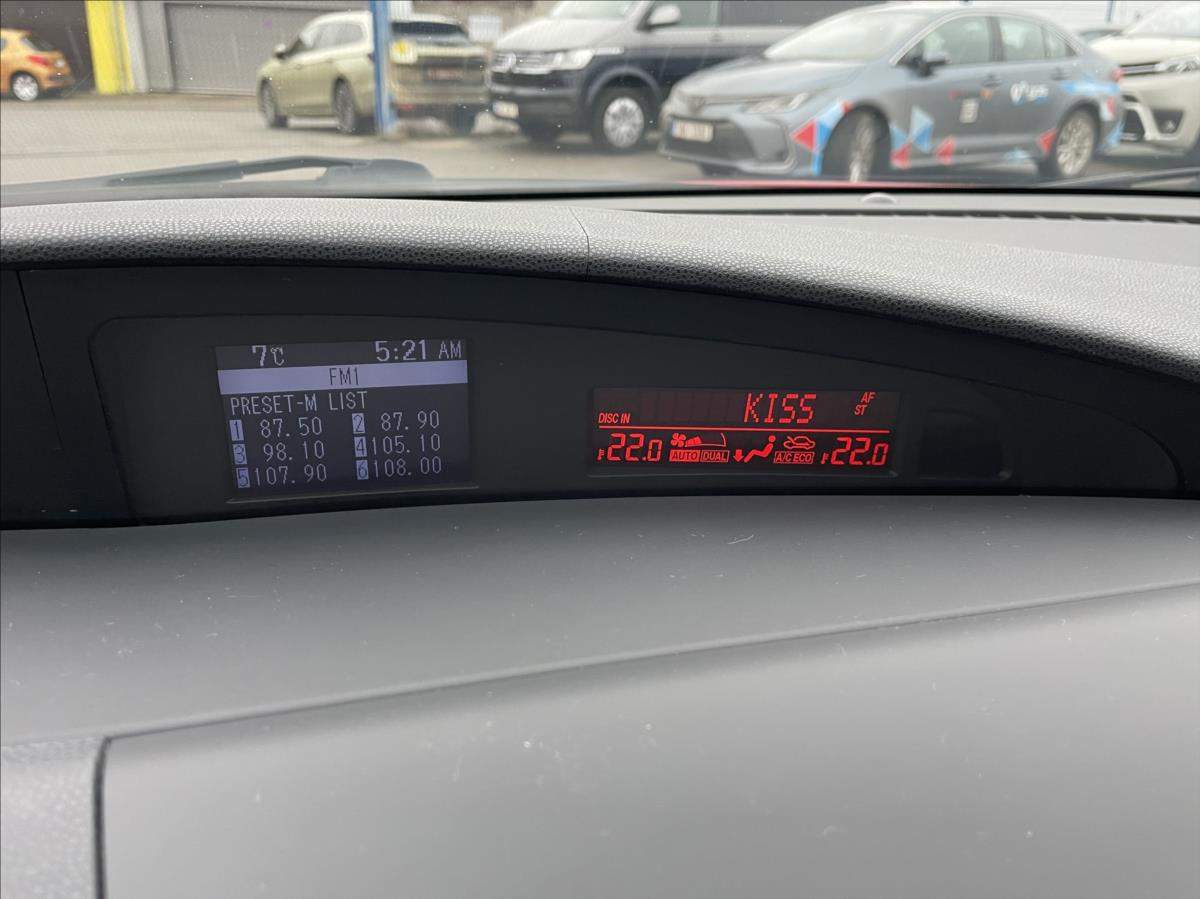 7℃ 5:21 AM
FM1
PRESET-M LIST
1 87.50 2 87.90
3 98.10 4 105.10
5 107.90 6 108.00
KISS AF
DISC IN ST
22.0 AUTO DUAL A/C ECO 22.0